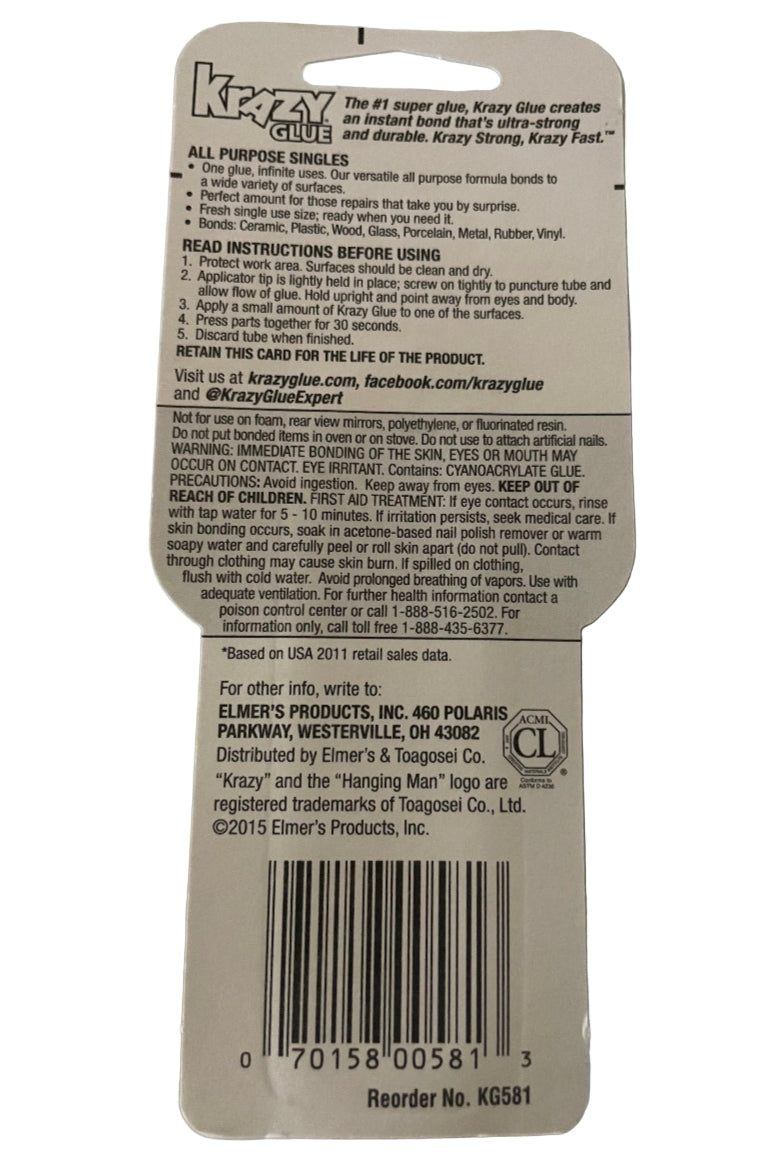 KRAZY
GLUE
The #1 super glue, Krazy Glue creates
an instant bond that's ultra-strong
and durable. Krazy Strong, Krazy Fast.™
ALL PURPOSE SINGLES
• One glue, infinite uses. Our versatile all purpose formula bonds to
a wide variety of surfaces.
• Perfect amount for those repairs that take you by surprise.
• Fresh single use size; ready when you need it.
• Bonds: Ceramic, Plastic, Wood, Glass, Porcelain, Metal, Rubber, Vinyl.
READ INSTRUCTIONS BEFORE USING
1. Protect work area. Surfaces should be clean and dry.
2. Applicator tip is lightly held in place; screw on tightly to puncture tube and
allow flow of glue. Hold upright and point away from eyes and body.
3. Apply a small amount of Krazy Glue to one of the surfaces.
4. Press parts together for 30 seconds.
5. Discard tube when finished.
RETAIN THIS CARD FOR THE LIFE OF THE PRODUCT.
Visit us at krazyglue.com, facebook.com/krazyglue
and @KrazyGlueExpert
Not for use on foam, rear view mirrors, polyethylene, or fluorinated resin.
Do not put bonded items in oven or on stove. Do not use to attach artificial nails.
WARNING: IMMEDIATE BONDING OF THE SKIN, EYES OR MOUTH MAY
OCCUR ON CONTACT. EYE IRRITANT. Contains: CYANOACRYLATE GLUE.
PRECAUTIONS: Avoid ingestion. Keep away from eyes. KEEP OUT OF
REACH OF CHILDREN. FIRST AID TREATMENT: If eye contact occurs, rinse
with tap water for 5 - 10 minutes. If irritation persists, seek medical care. If
skin bonding occurs, soak in acetone-based nail polish remover or warm
soapy water and carefully peel or roll skin apart (do not pull). Contact
through clothing may cause skin burn. If spilled on clothing,
flush with cold water. Avoid prolonged breathing of vapors. Use with
adequate ventilation. For further health information contact a
poison control center or call 1-888-516-2502. For
information only, call toll free 1-888-435-6377.
*Based on USA 2011 retail sales data.
For other info, write to:
ELMER'S PRODUCTS, INC. 460 POLARIS
PARKWAY, WESTERVILLE, OH 43082
Distributed by Elmer's & Toagosei Co.
"Krazy" and the "Hanging Man" logo are
registered trademarks of Toagosei Co., Ltd.
©2015 Elmer's Products, Inc.
ACMI
CL
®
Conforms to
ASTM D 4236
0 70158 00581 3
Reorder No. KG581